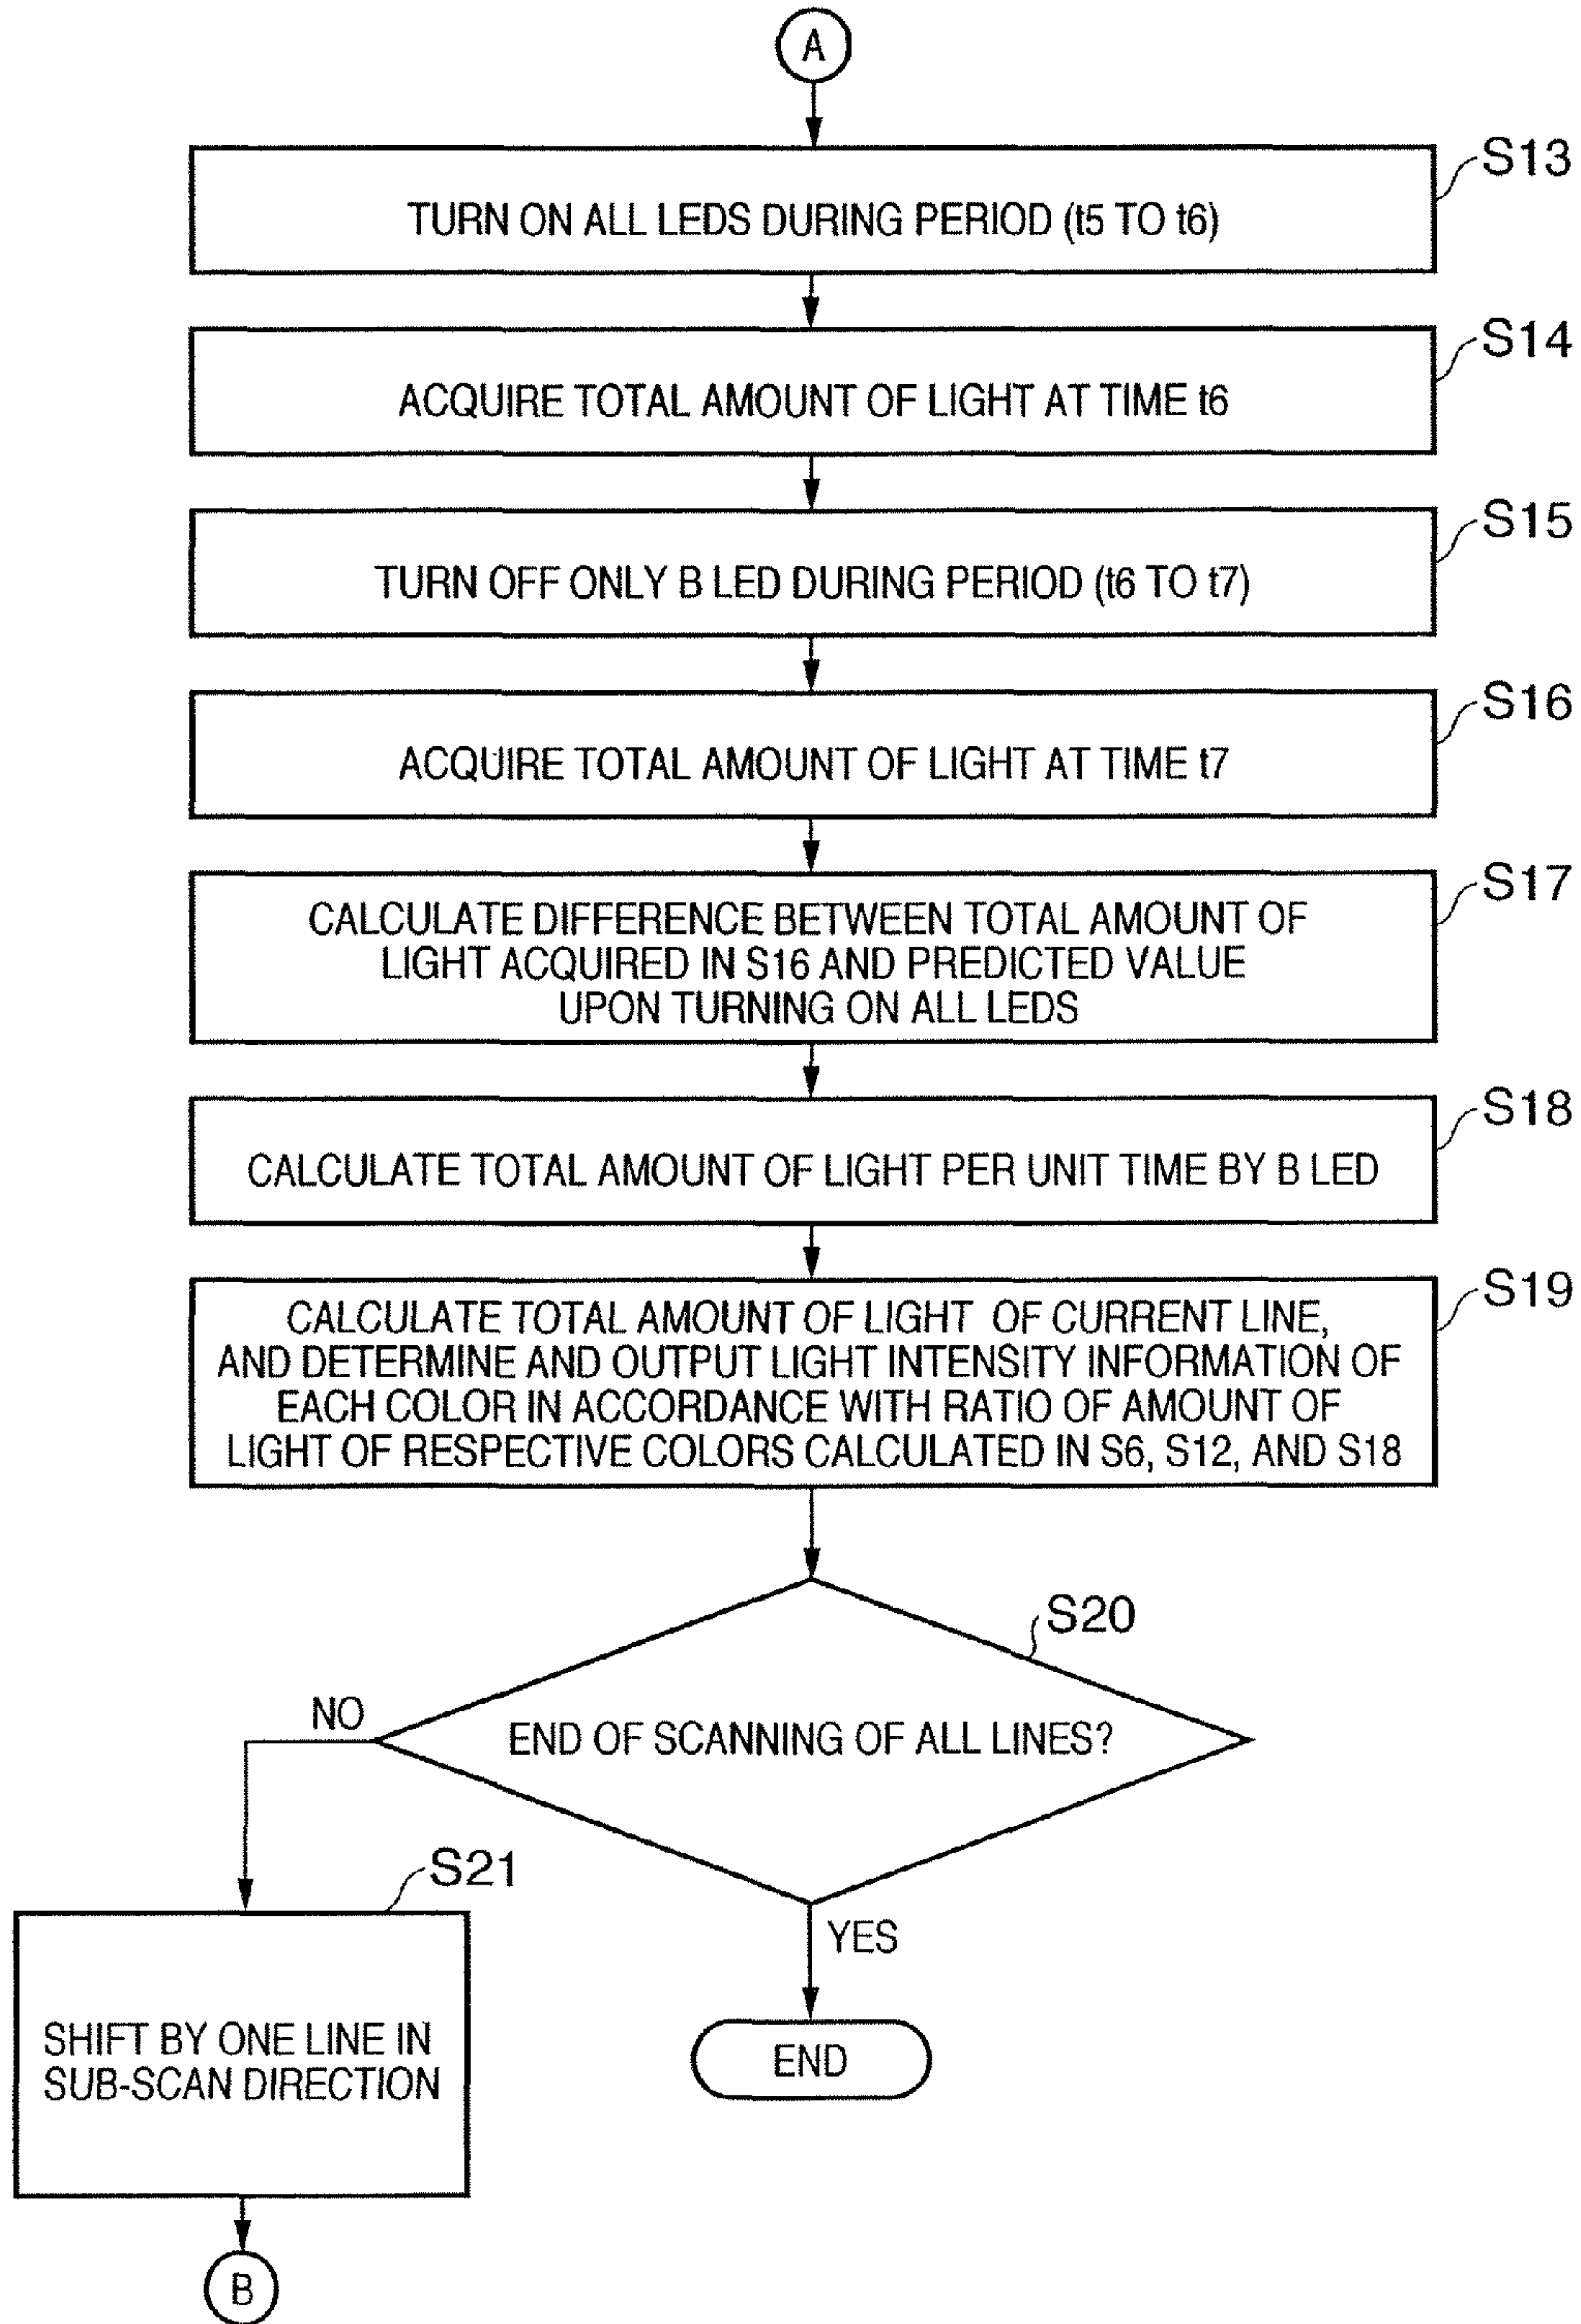 A
S13
TURN ON ALL LEDS DURING PERIOD (t5 TO t6)
S14
ACQUIRE TOTAL AMOUNT OF LIGHT AT TIME t6
S15
TURN OFF ONLY B LED DURING PERIOD (t6 TO t7)
S16
ACQUIRE TOTAL AMOUNT OF LIGHT AT TIME t7
S17
CALCULATE DIFFERENCE BETWEEN TOTAL AMOUNT OF
LIGHT ACQUIRED IN S16 AND PREDICTED VALUE
UPON TURNING ON ALL LEDS
S18
CALCULATE TOTAL AMOUNT OF LIGHT PER UNIT TIME BY B LED
S19
CALCULATE TOTAL AMOUNT OF LIGHT OF CURRENT LINE,
AND DETERMINE AND OUTPUT LIGHT INTENSITY INFORMATION OF
EACH COLOR IN ACCORDANCE WITH RATIO OF AMOUNT OF
LIGHT OF RESPECTIVE COLORS CALCULATED IN S6, S12, AND S18
S20
END OF SCANNING OF ALL LINES?
NO
YES
S21
SHIFT BY ONE LINE IN
SUB-SCAN DIRECTION
END
B